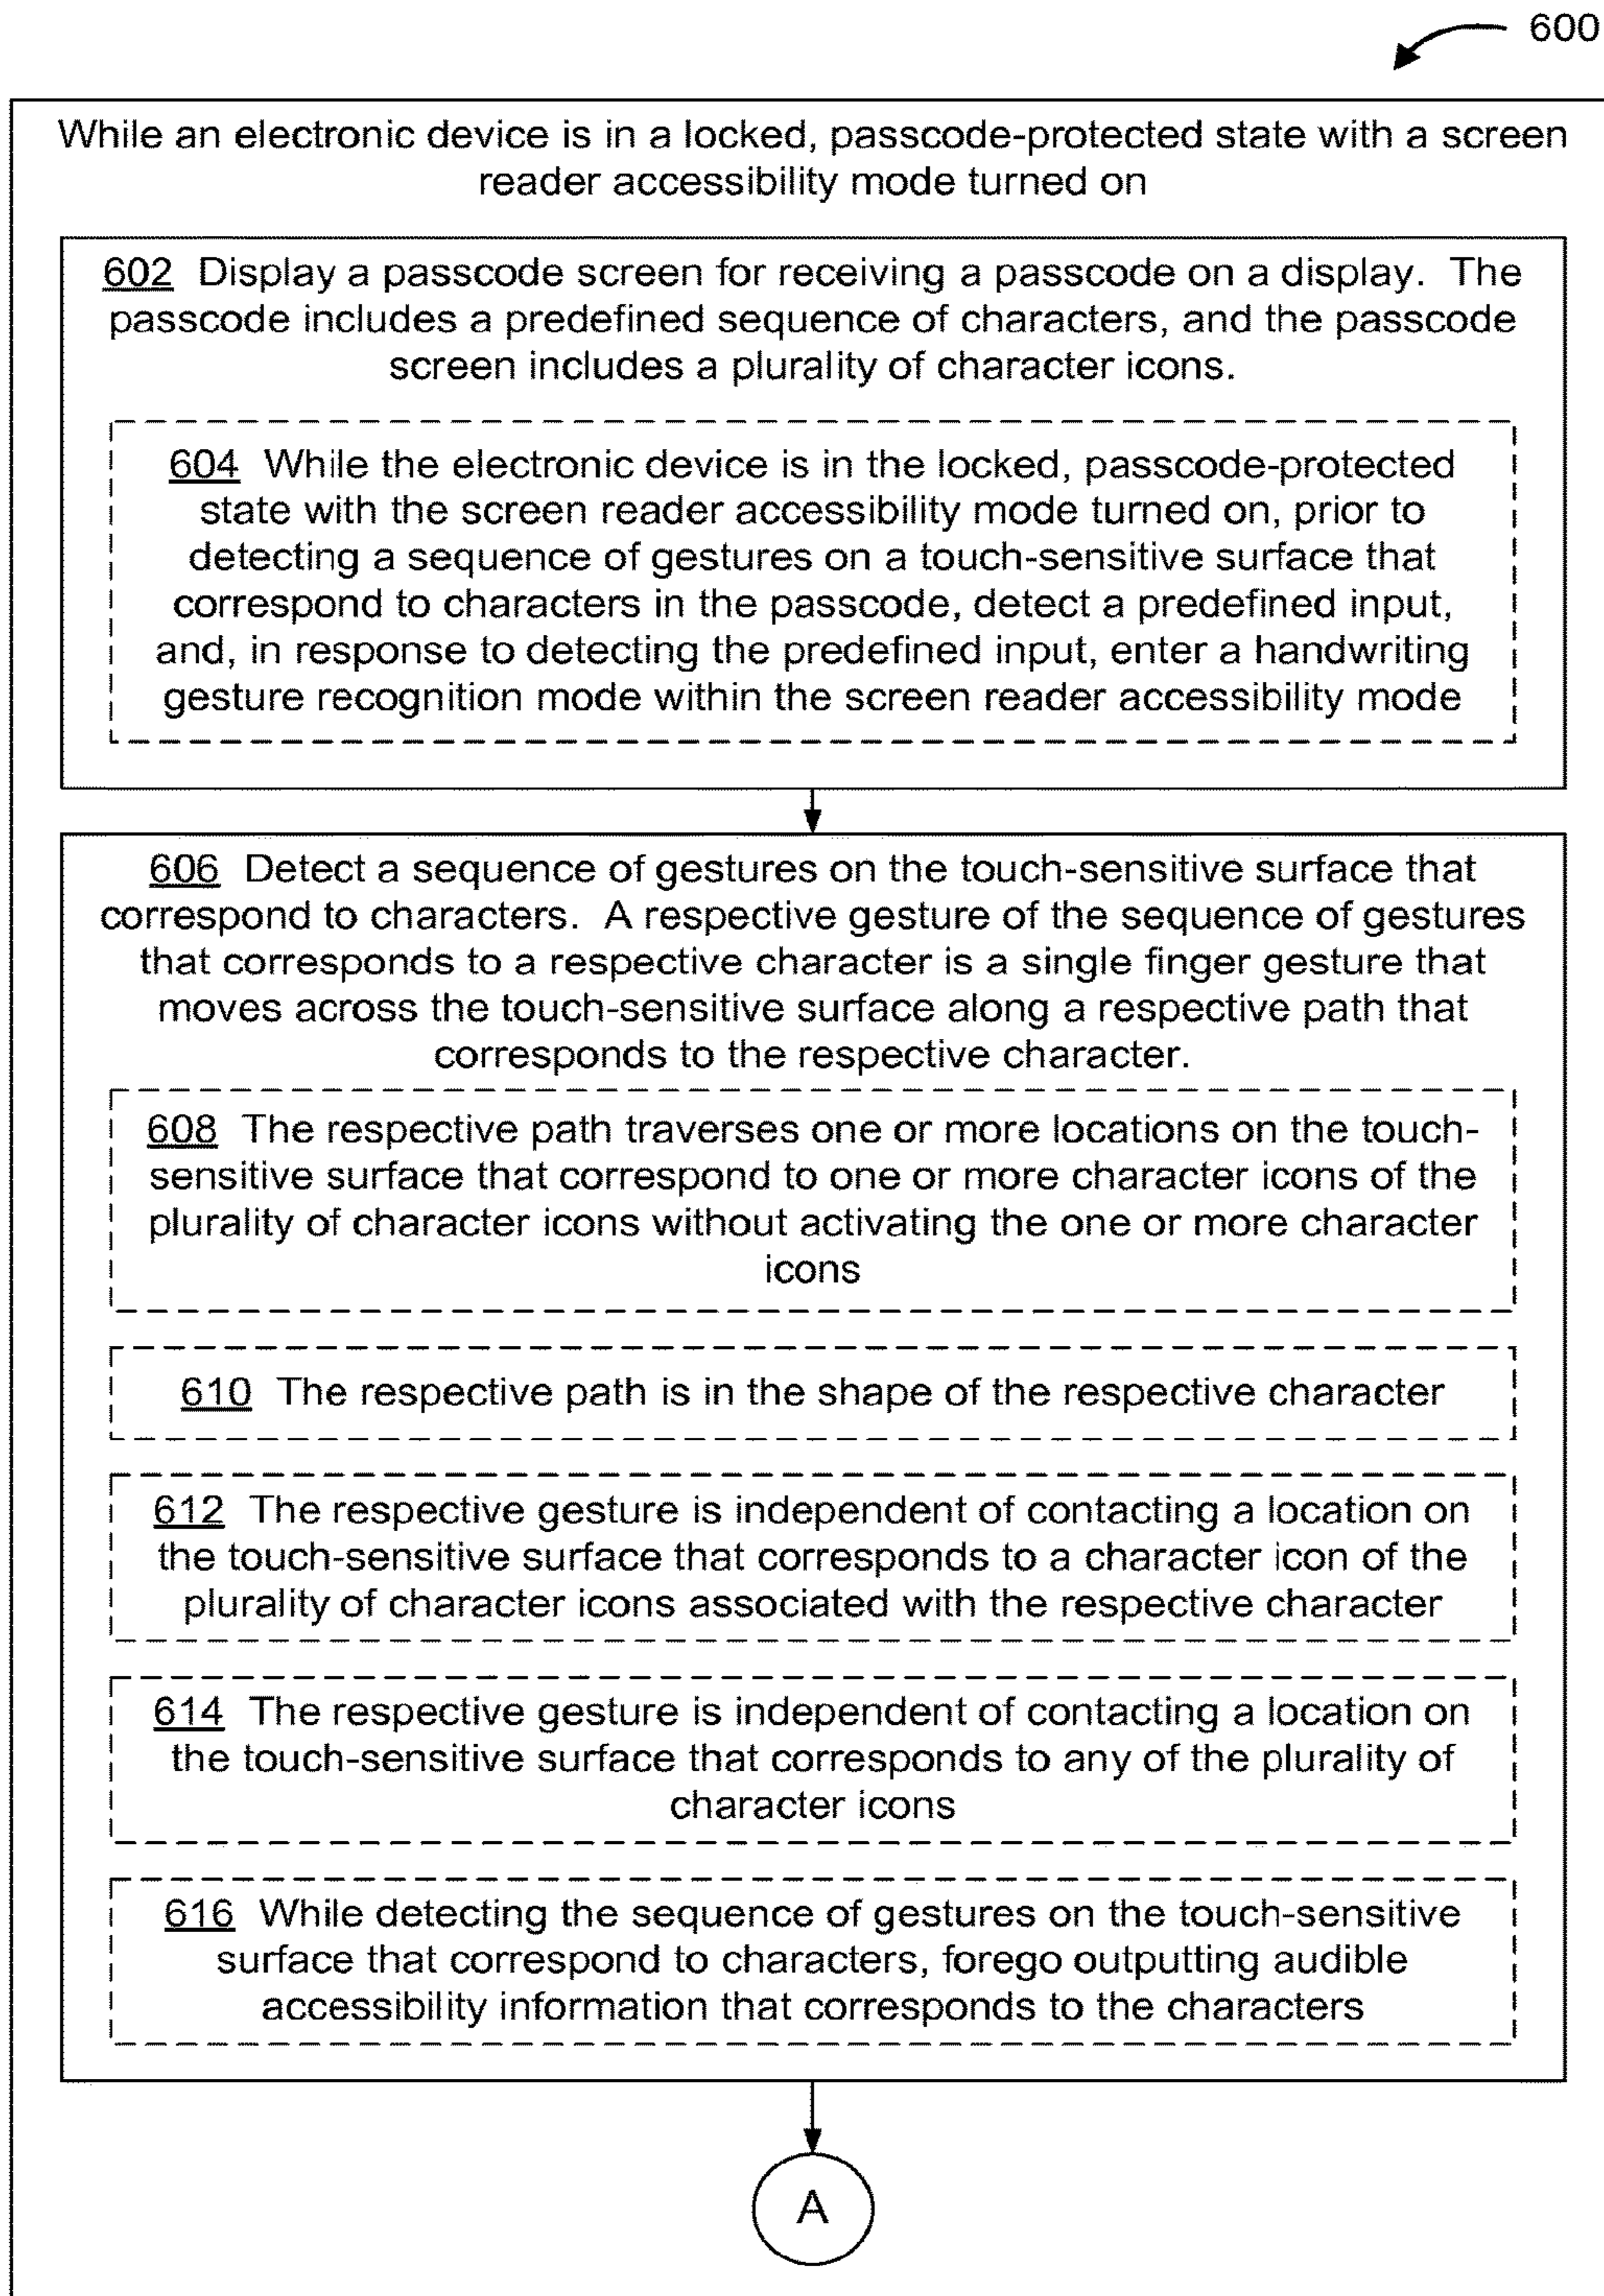 600
While an electronic device is in a locked, passcode-protected state with a screen
reader accessibility mode turned on
602 Display a passcode screen for receiving a passcode on a display. The
passcode includes a predefined sequence of characters, and the passcode
screen includes a plurality of character icons.
604 While the electronic device is in the locked, passcode-protected
state with the screen reader accessibility mode turned on, prior to
detecting a sequence of gestures on a touch-sensitive surface that
correspond to characters in the passcode, detect a predefined input,
and, in response to detecting the predefined input, enter a handwriting
gesture recognition mode within the screen reader accessibility mode
606 Detect a sequence of gestures on the touch-sensitive surface that
correspond to characters. A respective gesture of the sequence of gestures
that corresponds to a respective character is a single finger gesture that
moves across the touch-sensitive surface along a respective path that
corresponds to the respective character.
608 The respective path traverses one or more locations on the touch-
sensitive surface that correspond to one or more character icons of the
plurality of character icons without activating the one or more character
icons
610 The respective path is in the shape of the respective character
612 The respective gesture is independent of contacting a location on
the touch-sensitive surface that corresponds to a character icon of the
plurality of character icons associated with the respective character
614 The respective gesture is independent of contacting a location on
the touch-sensitive surface that corresponds to any of the plurality of
character icons
616 While detecting the sequence of gestures on the touch-sensitive
surface that correspond to characters, forego outputting audible
accessibility information that corresponds to the characters
A